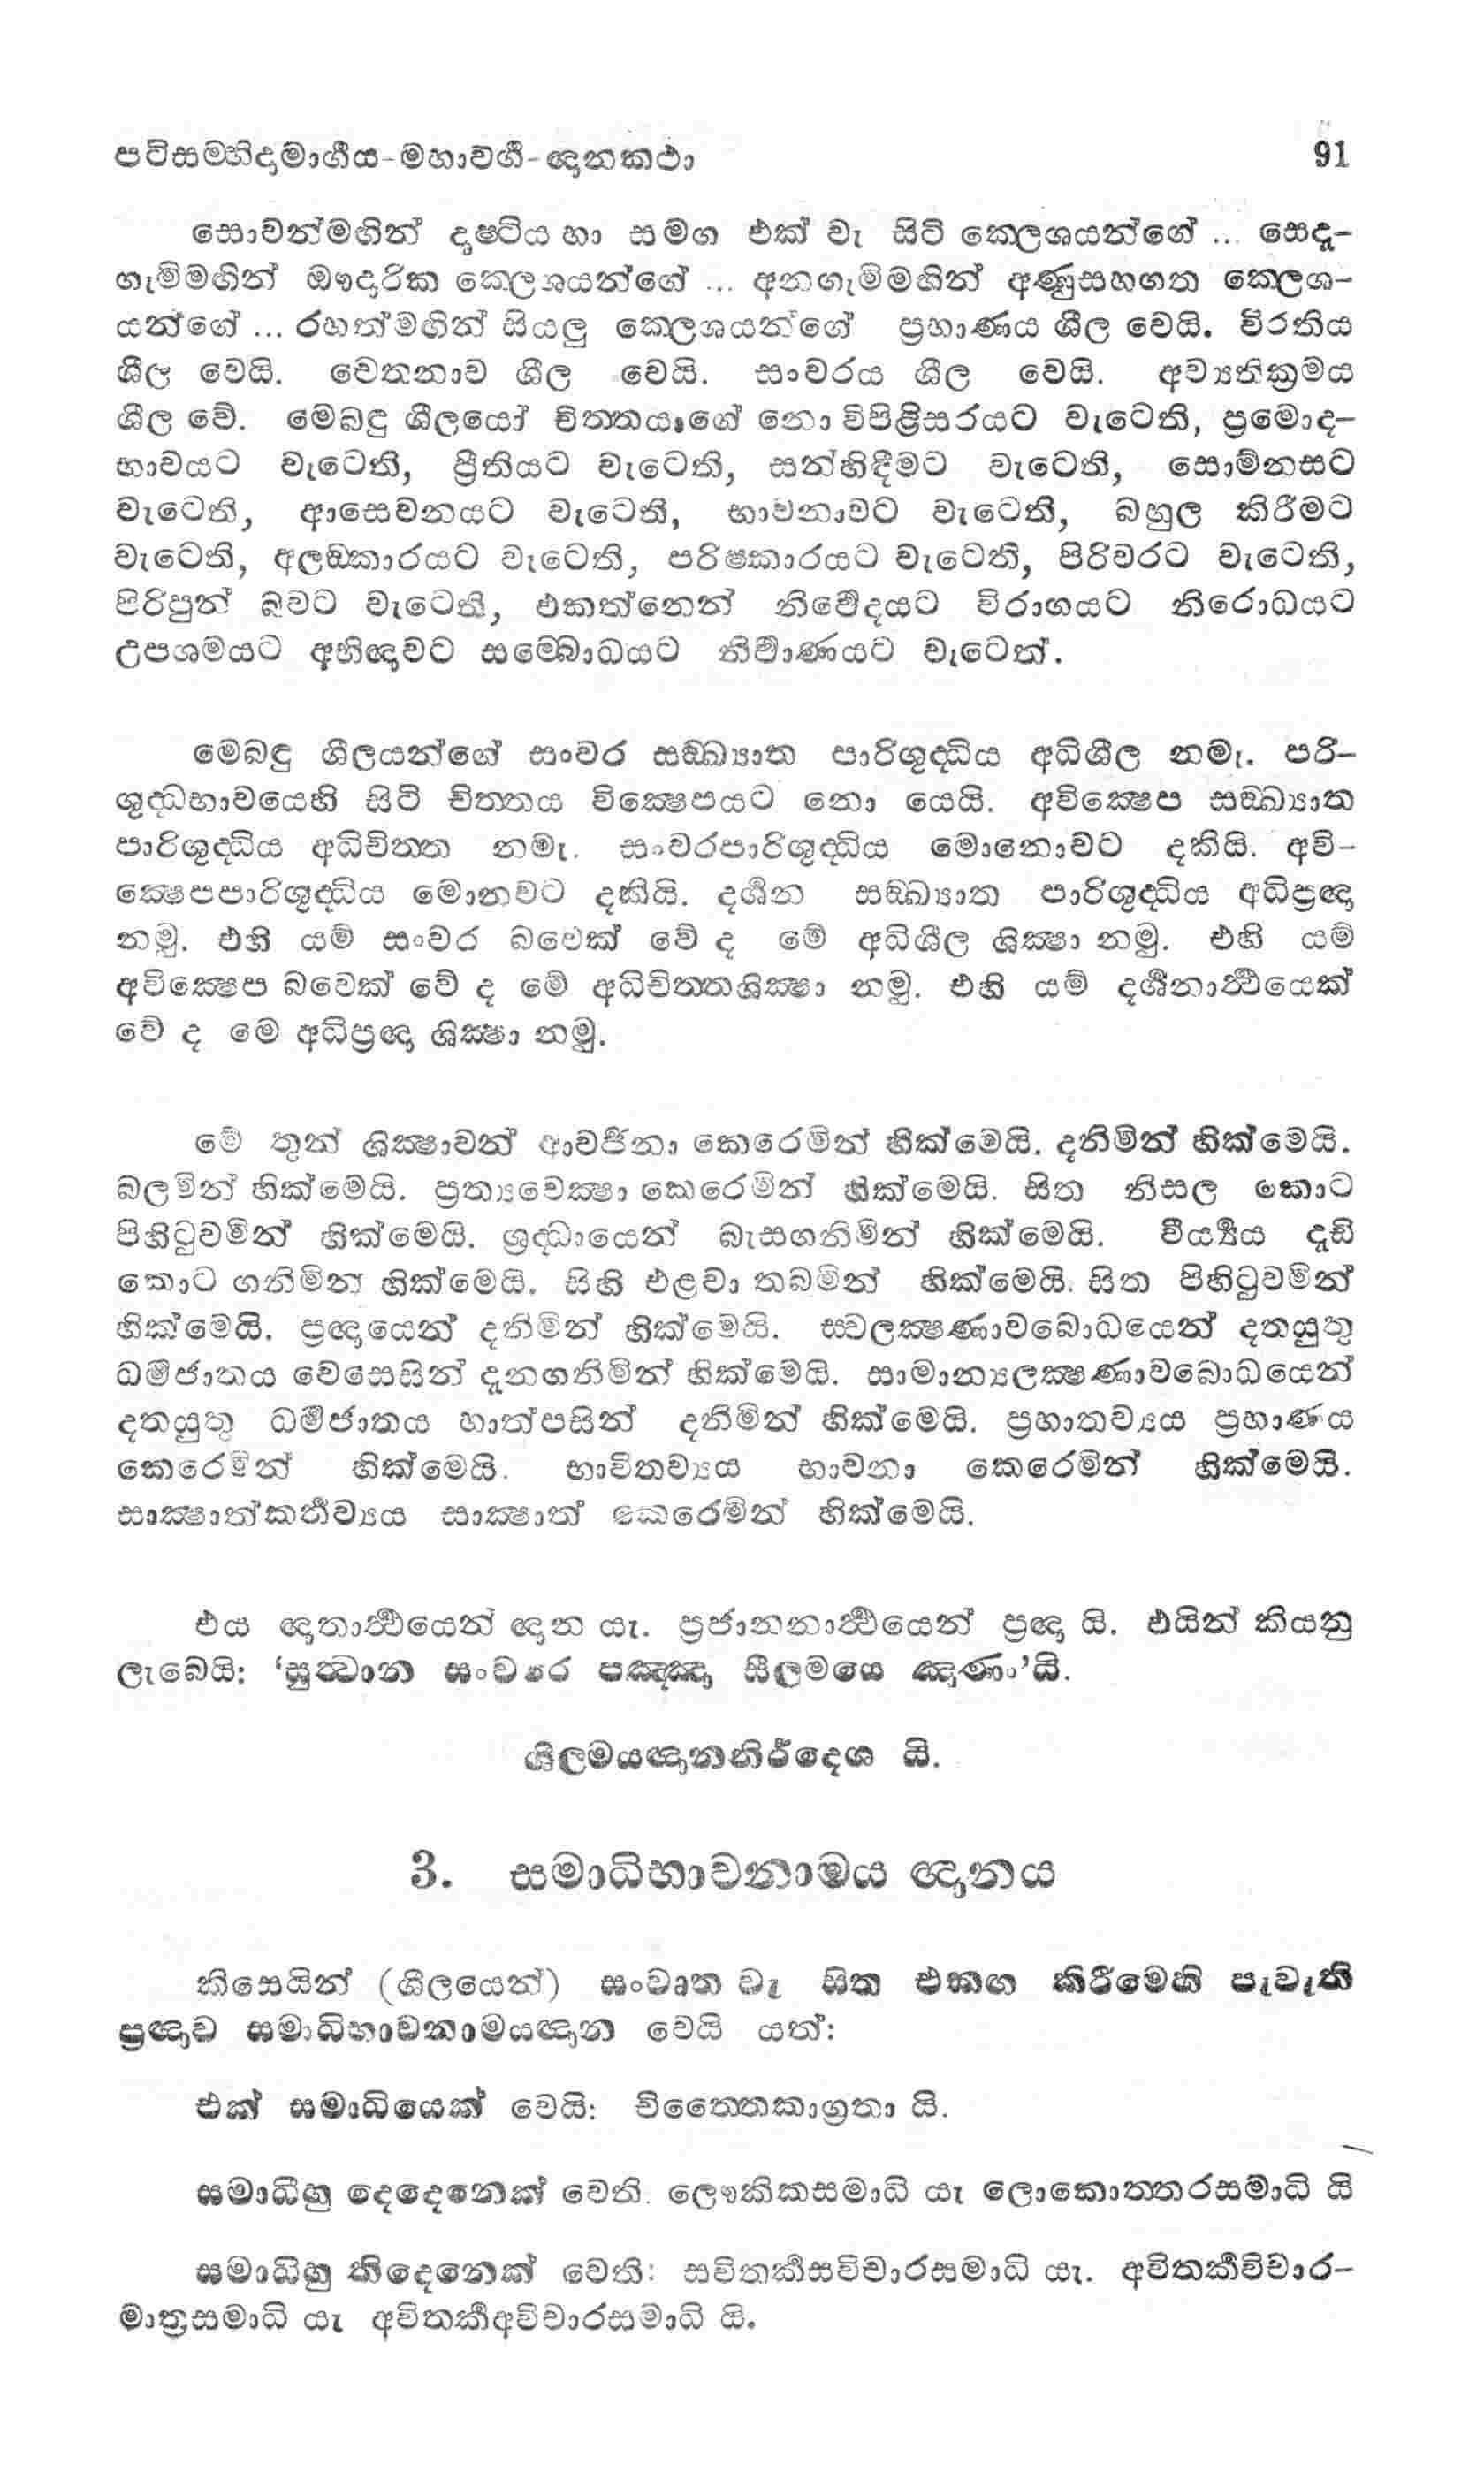 පටිසම්භිදාමාර්ගය-මහාවර්ග-ඥානකථා 91
සොවන්මඟින් දෘෂ්ටිය හා සමග එක් වැ සිටි කෙලශයන්ගේ ... සෙදැ-
ගැම්මඟින් ඔෟදාරික කෙලශයන්ගේ ... අනගැම්මඟින් අණුසහගත කෙලශ-
යන්ගේ ... රහත්මඟින් සියලු කෙලශයන්ගේ ප්‍රහාණය ශීල වෙයි. විරතිය
ශීල වෙයි. චෙතනාව ශීල වෙයි. සංවරය ශීල වෙයි. අව්‍යතික්‍රමය
ශීල වේ. මෙබඳු ශීලයෝ චිත්තයාගේ නො විපිළිසරයට වැටෙති, ප්‍රමොද-
භාවයට වැටෙති, ප්‍රීතියට වැටෙති, සන්හිඳීමට වැටෙති, සොම්නසට
වැටෙති, ආසෙවනයට වැටෙති, භාවනාවට වැටෙති, බහුල කිරීමට
වැටෙති, අලඞ්කාරයට වැටෙති, පරිෂ්කාරයට වැටෙති, පිරිවරට වැටෙති,
පිරිපුන් බවට වැටෙති, එකත්නෙන් නිර්වේදයට විරාගයට නිරොධයට
උපශමයට අභිඥාවට සම්බොධයට නිර්වාණයට වැටෙත්.
මෙබඳු ශීලයන්ගේ සංවර සඞ්ඛ්‍යාත පාරිශුද්ධිය අධිශීල නමැ. පරි-
ශුද්ධභාවයෙහි සිටි චිත්තය වික්‍ෂෙපයට නො යෙයි. අවික්‍ෂෙප සඞ්ඛ්‍යාත
පාරිශුද්ධිය අධිචිත්ත නමැ. සංවරපාරිශුද්ධිය මොනොවට දකියි. අවි-
ක්‍ෂෙපපාරිශුද්ධිය මොනවට දකියි. දර්ශන සඞ්ඛ්‍යාත පාරිශුද්ධිය අධිප්‍රඥා
නමු. එහි යම් සංවර බවෙක් වේ ද මේ අධිශීල ශික්‍ෂා නමු. එහි යම්
අවික්‍ෂෙප බවෙක් වේ ද මේ අධිචිත්තශික්‍ෂා නමු. එහි යම් දර්ශනාර්ථයෙක්
වේ ද මෙ අධිප්‍රඥා ශික්‍ෂා නමු.
මේ තුන් ශික්‍ෂාවන් ආවර්ජනා කෙරෙමින් හික්මෙයි. දනිමින් හික්මෙයි.
බලමින් හික්මෙයි. ප්‍රත්‍යවෙක්‍ෂා කෙරෙමින් හික්මෙයි. සිත නිසල කොට
පිහිටුවමින් හික්මෙයි. ශ්‍රද්ධායෙන් බැසගනිමින් හික්මෙයි. වීර්‍ය්‍යය දැඩි
කොට ගනිමින් හික්මෙයි. සිහි එළවා තබමින් හික්මෙයි. සිත පිහිටුවමින්
හික්මෙයි. ප්‍රඥායෙන් දනිමින් හික්මෙයි. ස්වලක්‍ෂණාවබොධයෙන් දතයුතු
ධර්මජාතය වෙසෙසින් දැනගනිමින් හික්මෙයි. සාමාන්‍යලක්‍ෂණාවබොධයෙන්
දතයුතු ධර්මජාතය හාත්පසින් දනිමින් හික්මෙයි. ප්‍රහාතව්‍යය ප්‍රහාණය
කෙරෙමින් හික්මෙයි. භාවිතව්‍යය භාවනා කෙරෙමින් හික්මෙයි.
සාක්‍ෂාත්කර්තව්‍යය සාක්‍ෂාත් කෙරෙමින් හික්මෙයි.
එය ඥාතාර්ථයෙන් ඥාන යැ. ප්‍රජානනාර්ථයෙන් ප්‍රඥා යි. එයින් කියනු
ලැබෙයි: ‘සුත්‍වාන සංවරෙ පඤ්ඤා සීලමයෙ ඤාණං’යි.
ශීලමයඥානනිර්දෙශ යි.
3. සමාධිභාවනාමය ඥානය
කිසෙයින් (ශීලයෙන්) සංවෘත වැ සිත එකඟ කිරීමෙහි පැවැති
ප්‍රඥාව සමාධිභාවනාමයඥාන වෙයි යත්:
එක් සමාධියෙක් වෙයි: චිත්තෛකාග්‍රතා යි.
සමාධීහු දෙදෙනෙක් වෙති. ලෞකිකසමාධි යැ ලොකොත්තරසමාධි යි
සමාධිහු තිදෙනෙක් වෙති: සවිතර්කසවිචාරසමාධි යැ. අවිතර්කවිචාර-
මාත්‍රසමාධි යැ අවිතර්කඅවිචාරසමාධි යි.